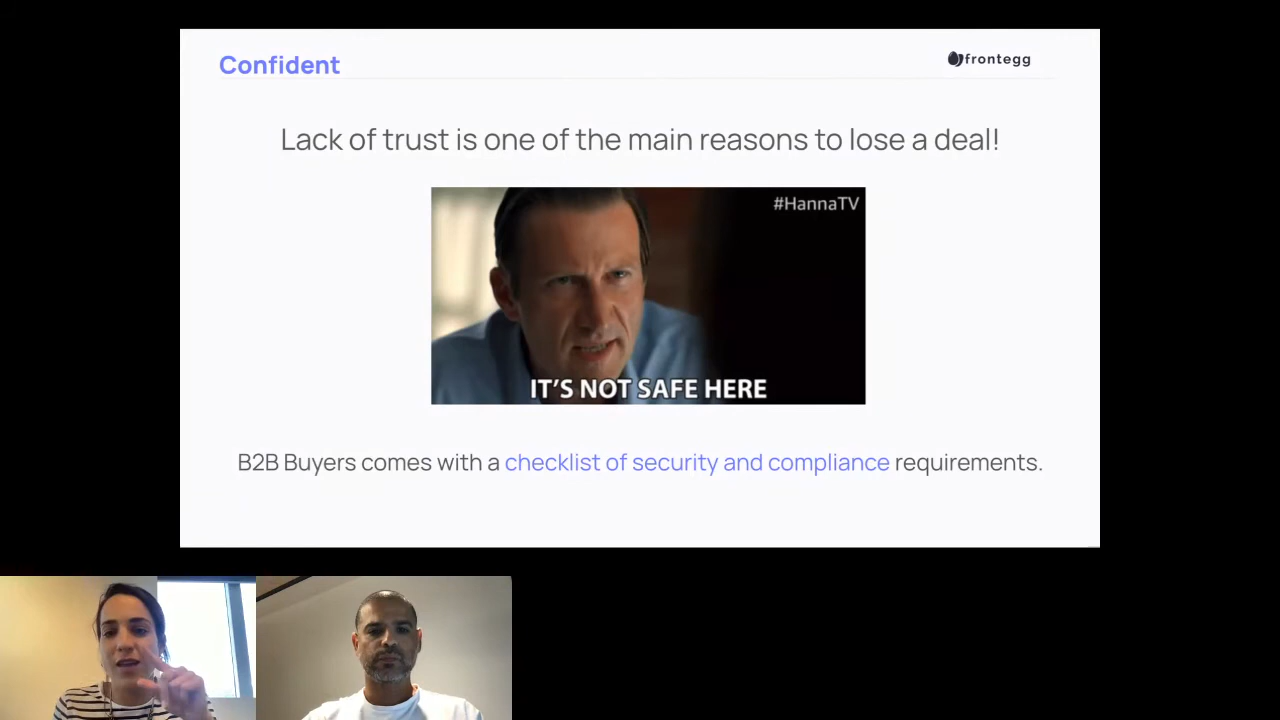 Confident
frontegg
Lack of trust is one of the main reasons to lose a deal!
#HannaTV
IT'S NOT SAFE HERE
B2B Buyers comes with a checklist of security and compliance requirements.